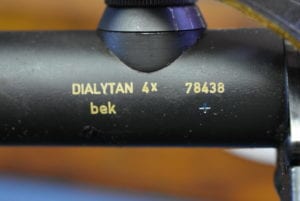 DIALYTAN 4x 78438
bek +